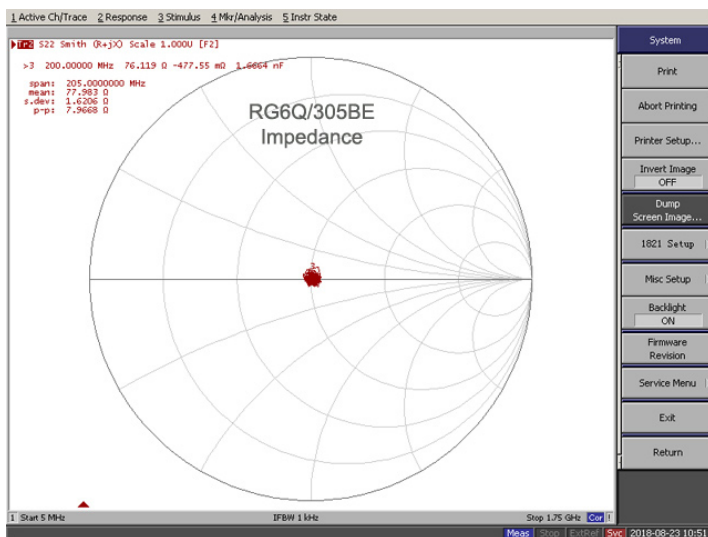 1 Active Ch/Trace 2 Response 3 Stimulus 4 Mkr/Analysis 5 Instr State
Tr2 S22 Smith (R+jX) Scale 1.000U [F2]
>3 200.00000 MHz 76.119 Ω -477.55 mΩ 1.6664 nF
span: 205.0000000 MHz
mean: 77.983 Ω
s.dev: 1.6206 Ω
p-p: 7.9668 Ω
RG6Q/305BE
Impedance
1 Start 5 MHz IFBW 1 kHz Stop 1.75 GHz Cor !
System
Print
Abort Printing
Printer Setup...
Invert Image
OFF
Dump
Screen Image...
1821 Setup
Misc Setup
Backlight
ON
Firmware
Revision
Service Menu
Exit
Return
Meas Stop ExtRef Svc 2018-08-23 10:51